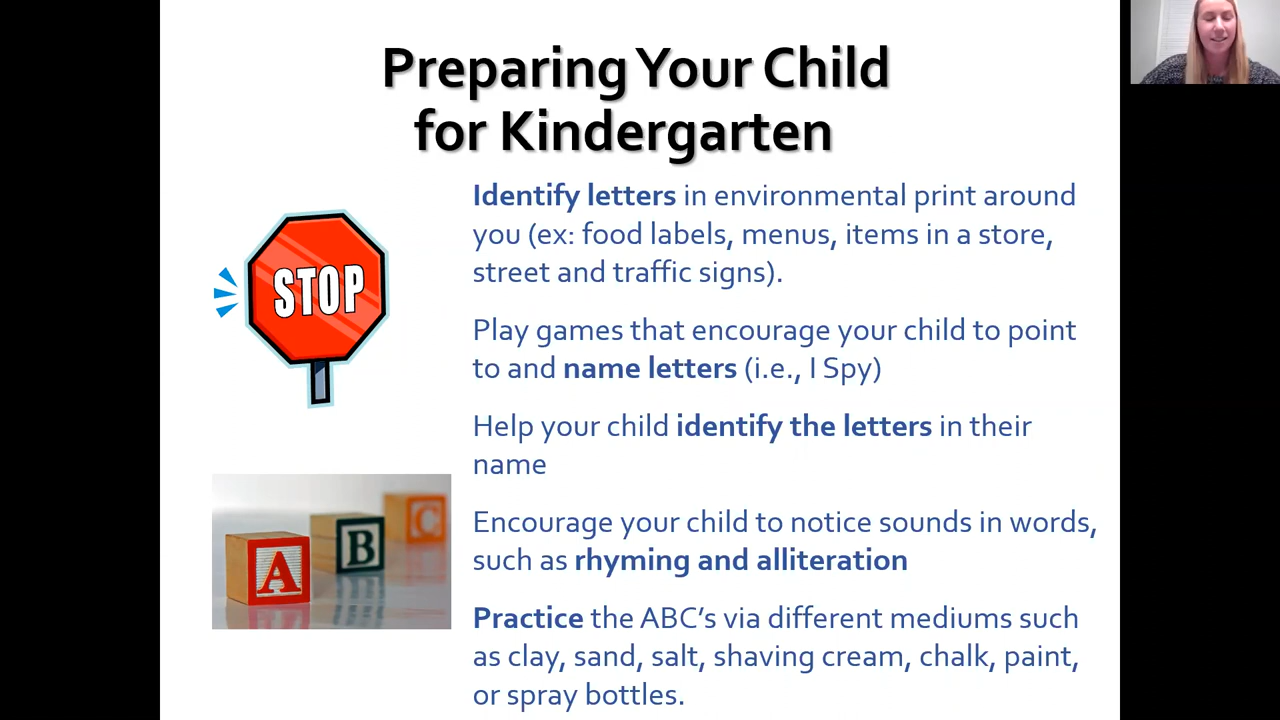 Preparing Your Child
for Kindergarten
Identify letters in environmental print around
you (ex: food labels, menus, items in a store,
street and traffic signs).
STOP
Play games that encourage your child to point
to and name letters (i.e., I Spy)
Help your child identify the letters in their
name
A B C
Encourage your child to notice sounds in words,
such as rhyming and alliteration
Practice the ABC's via different mediums such
as clay, sand, salt, shaving cream, chalk, paint,
or spray bottles.